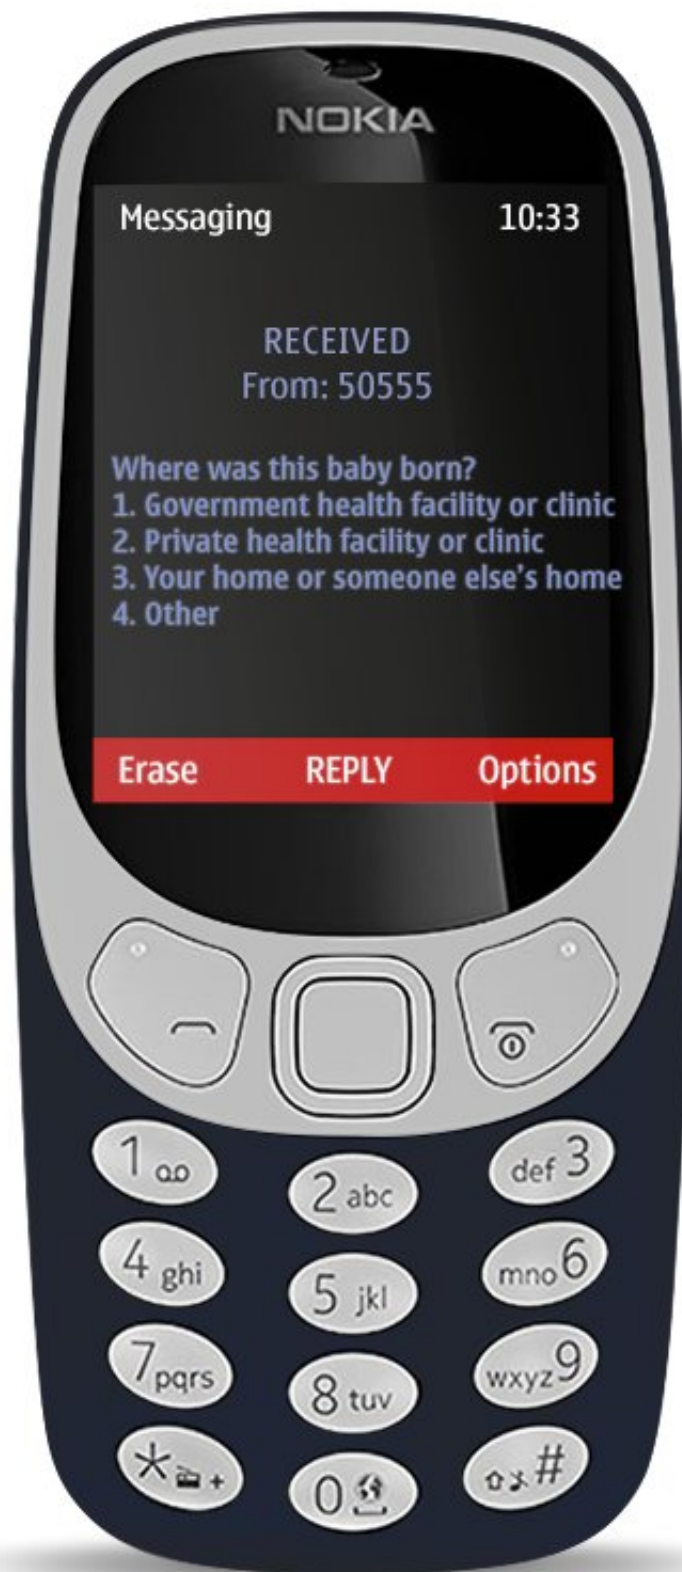 NOKIA
Messaging 10:33
RECEIVED
From: 50555
Where was this baby born?
1. Government health facility or clinic
2. Private health facility or clinic
3. Your home or someone else's home
4. Other
Erase REPLY Options
1 2 abc def 3
4 ghi 5 jkl mno 6
7 pqrs 8 tuv wxyz 9
* + 0 #